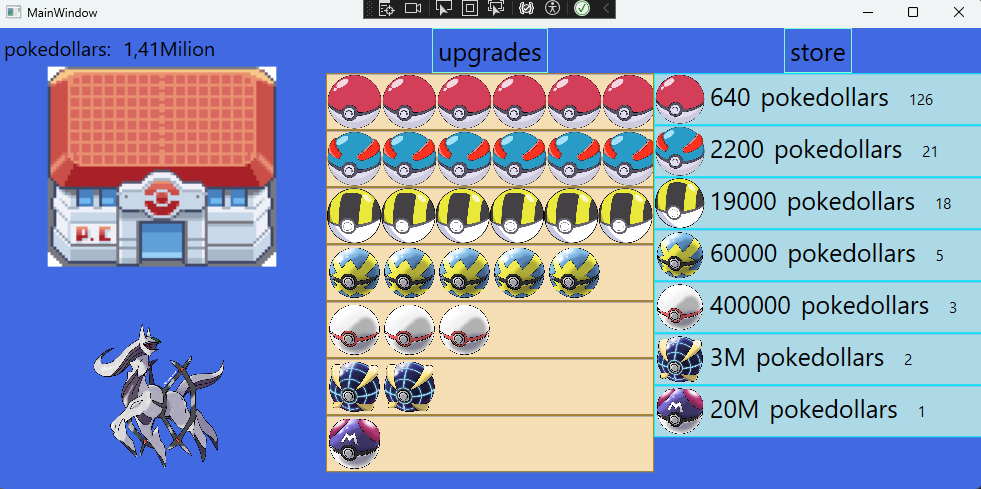 MainWindow
pokedollars: 1,41Milion
upgrades
store
P.C
M
640 pokedollars 126
2200 pokedollars 21
19000 pokedollars 18
60000 pokedollars 5
400000 pokedollars 3
3M pokedollars 2
20M pokedollars 1
M